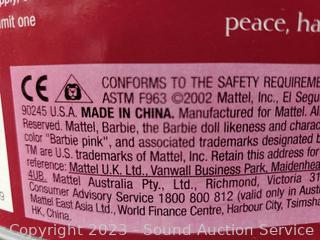 mit one
peace, ha
CE
CONFORMS TO THE SAFETY REQUIREME
ASTM F963 ©2002 Mattel, Inc., El Segu
90245 U.S.A. MADE IN CHINA. Manufactured for Mattel. All
Reserved. Mattel, Barbie, the Barbie doll likeness and charac
color "Barbie pink", and associated trademarks designated b
TM are U.S. trademarks of Mattel. Retain this address for
reference: Mattel U.K. Ltd., Vanwall Business Park, Maidenhea
4UB. Mattel Australia Pty., Ltd., Richmond, Victoria 31
Consumer Advisory Service 1800 800 812 (valid only in Aust
Mattel East Asia Ltd., World Finance Centre, Harbour City, Tsimsha
HK, China.
Copyright 2023 - Sound Auction Service